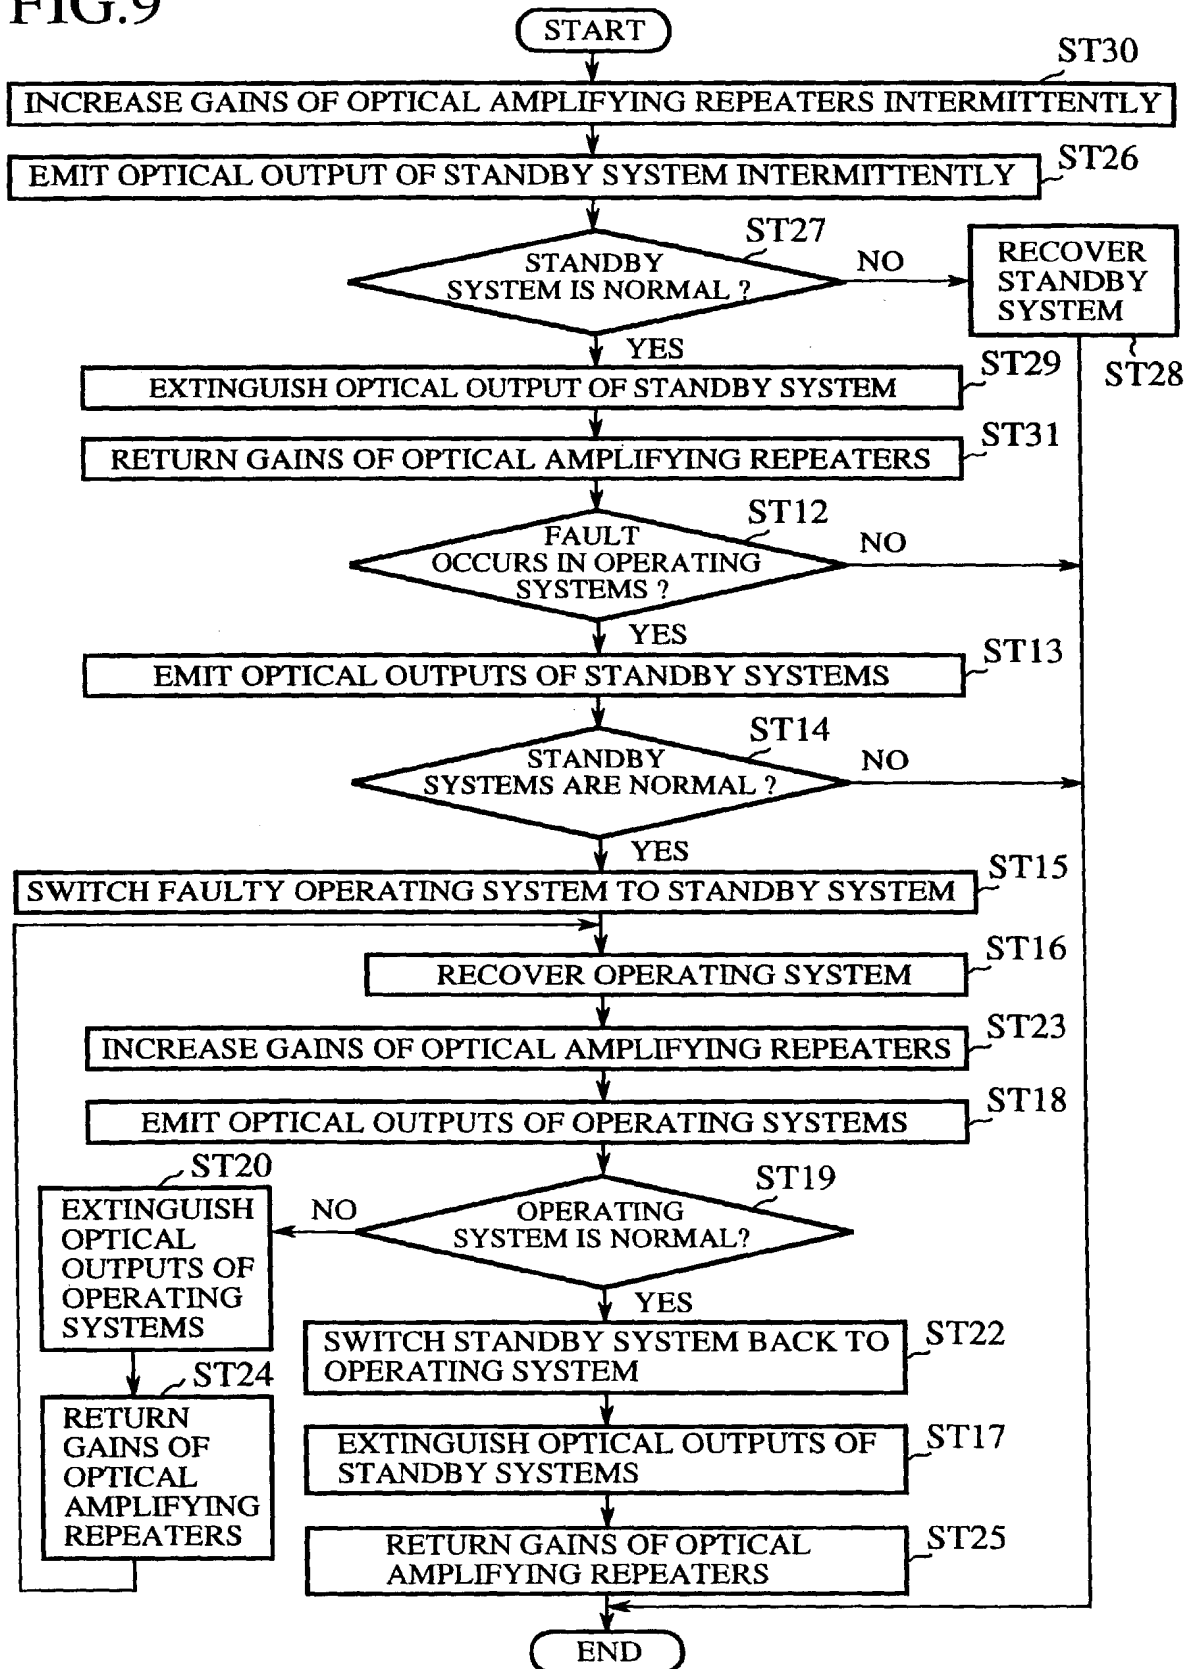 FIG.9
START
ST30
INCREASE GAINS OF OPTICAL AMPLIFYING REPEATERS INTERMITTENTLY
ST26
EMIT OPTICAL OUTPUT OF STANDBY SYSTEM INTERMITTENTLY
ST27
STANDBY
SYSTEM IS NORMAL ?
NO
RECOVER
STANDBY
SYSTEM
ST28
YES
ST29
EXTINGUISH OPTICAL OUTPUT OF STANDBY SYSTEM
ST31
RETURN GAINS OF OPTICAL AMPLIFYING REPEATERS
ST12
FAULT
OCCURS IN OPERATING
SYSTEMS ?
NO
YES
ST13
EMIT OPTICAL OUTPUTS OF STANDBY SYSTEMS
ST14
STANDBY
SYSTEMS ARE NORMAL ?
NO
YES
ST15
SWITCH FAULTY OPERATING SYSTEM TO STANDBY SYSTEM
ST16
RECOVER OPERATING SYSTEM
ST23
INCREASE GAINS OF OPTICAL AMPLIFYING REPEATERS
ST18
EMIT OPTICAL OUTPUTS OF OPERATING SYSTEMS
ST19
OPERATING
SYSTEM IS NORMAL?
NO
ST20
EXTINGUISH
OPTICAL
OUTPUTS OF
OPERATING
SYSTEMS
ST24
RETURN
GAINS OF
OPTICAL
AMPLIFYING
REPEATERS
YES
ST22
SWITCH STANDBY SYSTEM BACK TO
OPERATING SYSTEM
ST17
EXTINGUISH OPTICAL OUTPUTS OF
STANDBY SYSTEMS
ST25
RETURN GAINS OF OPTICAL
AMPLIFYING REPEATERS
END